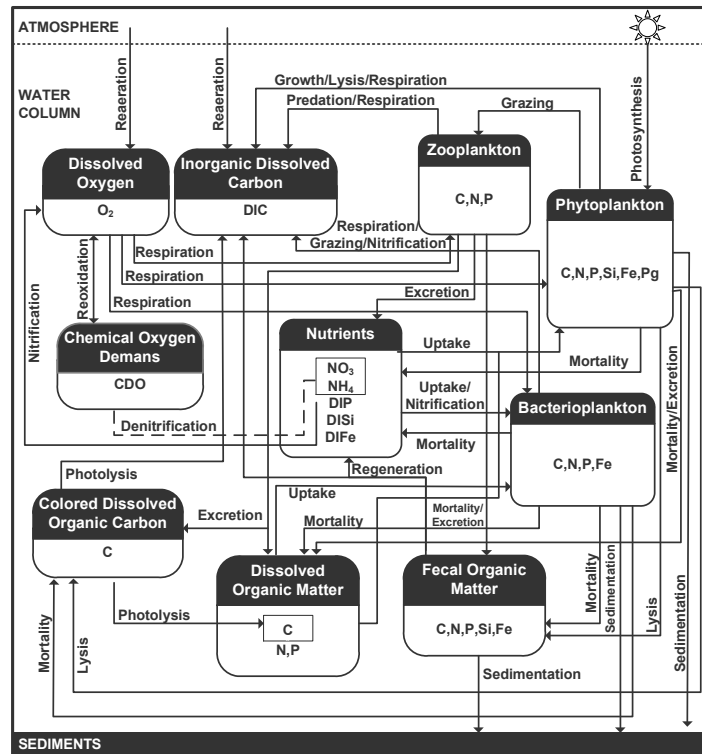 ATMOSPHERE
WATER
COLUMN
Reaeration
Reaeration
Growth/Lysis/Respiration
Predation/Respiration
Grazing
Photosynthesis
Dissolved
Oxygen
O2
Inorganic Dissolved
Carbon
DIC
Zooplankton
C,N,P
Phytoplankton
C,N,P,Si,Fe,Pg
Respiration/
Grazing/Nitrification
Respiration
Respiration
Respiration
Reoxidation
Nitrification
Excretion
Chemical Oxygen
Demans
CDO
Nutrients
NO3
NH4
DIP
DISi
DIFe
Uptake
Mortality
Uptake/
Nitrification
Mortality
Bacterioplankton
C,N,P,Fe
Mortality/Excretion
Denitrification
Regeneration
Photolysis
Uptake
Colored Dissolved
Organic Carbon
C
Excretion
Mortality
Mortality/
Excretion
Dissolved
Organic Matter
C
N,P
Fecal Organic
Matter
C,N,P,Si,Fe
Photolysis
Mortality
Lysis
Mortality
Sedimentation
Lysis
Sedimentation
Sedimentation
SEDIMENTS